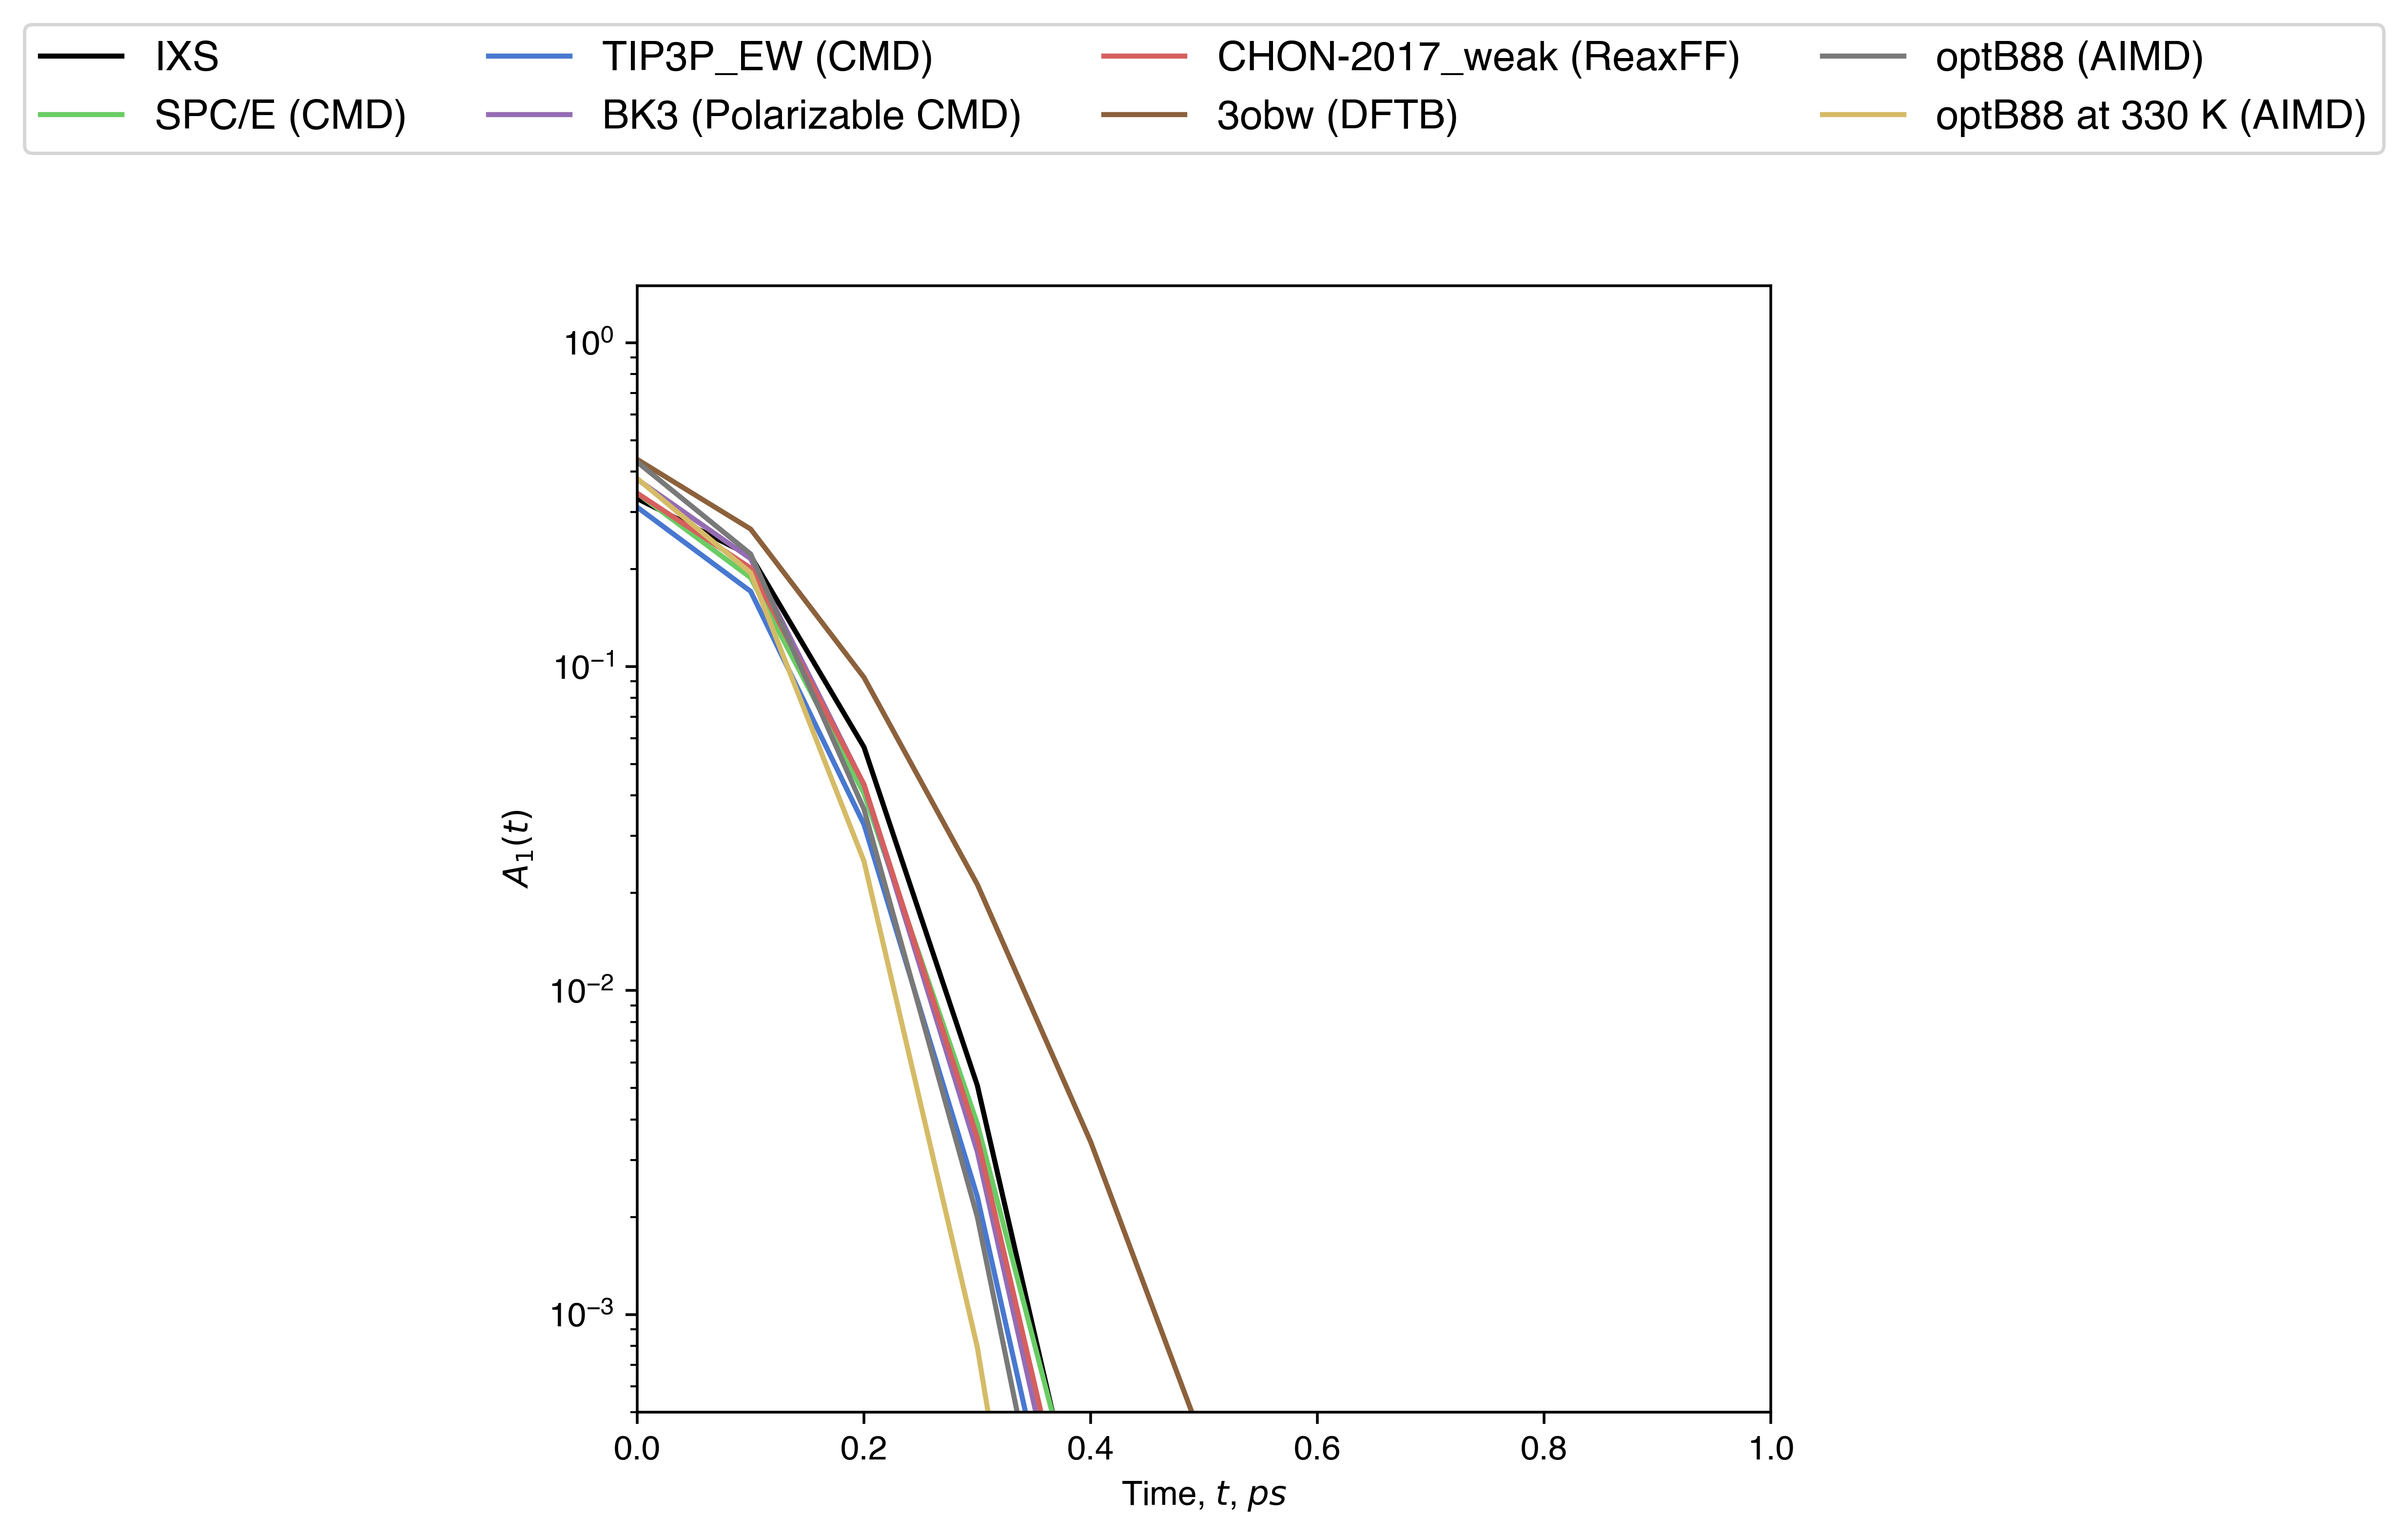 IXS
TIP3P_EW (CMD)
CHON-2017_weak (ReaxFF)
optB88 (AIMD)
SPC/E (CMD)
BK3 (Polarizable CMD)
3obw (DFTB)
optB88 at 330 K (AIMD)
10⁰
10⁻¹
10⁻²
10⁻³
A₁(t)
0.0 0.2 0.4 0.6 0.8 1.0
Time, t, ps